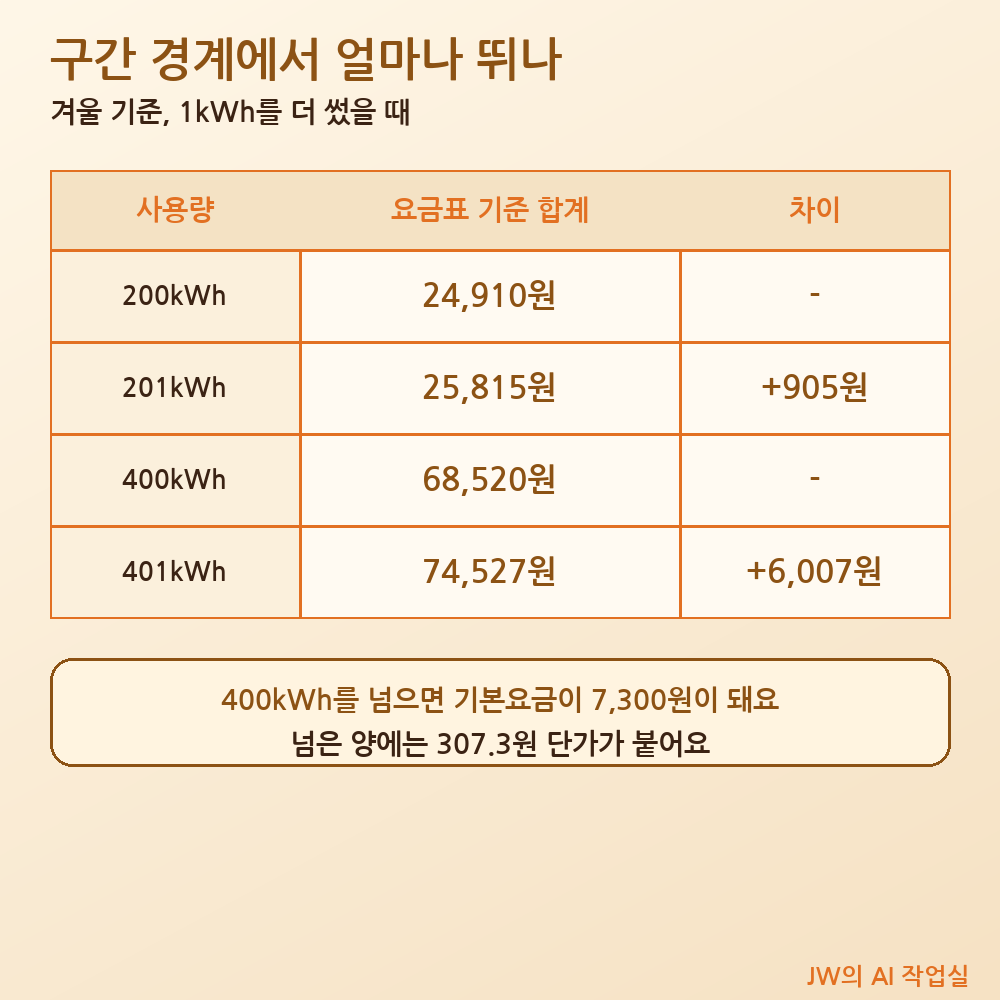 구간 경계에서 얼마나 뛰나
겨울 기준, 1kWh를 더 썼을 때
사용량 요금표 기준 합계 차이
200kWh 24,910원 -
201kWh 25,815원 +905원
400kWh 68,520원 -
401kWh 74,527원 +6,007원
400kWh를 넘으면 기본요금이 7,300원이 돼요
넘은 양에는 307.3원 단가가 붙어요
JW의 AI 작업실